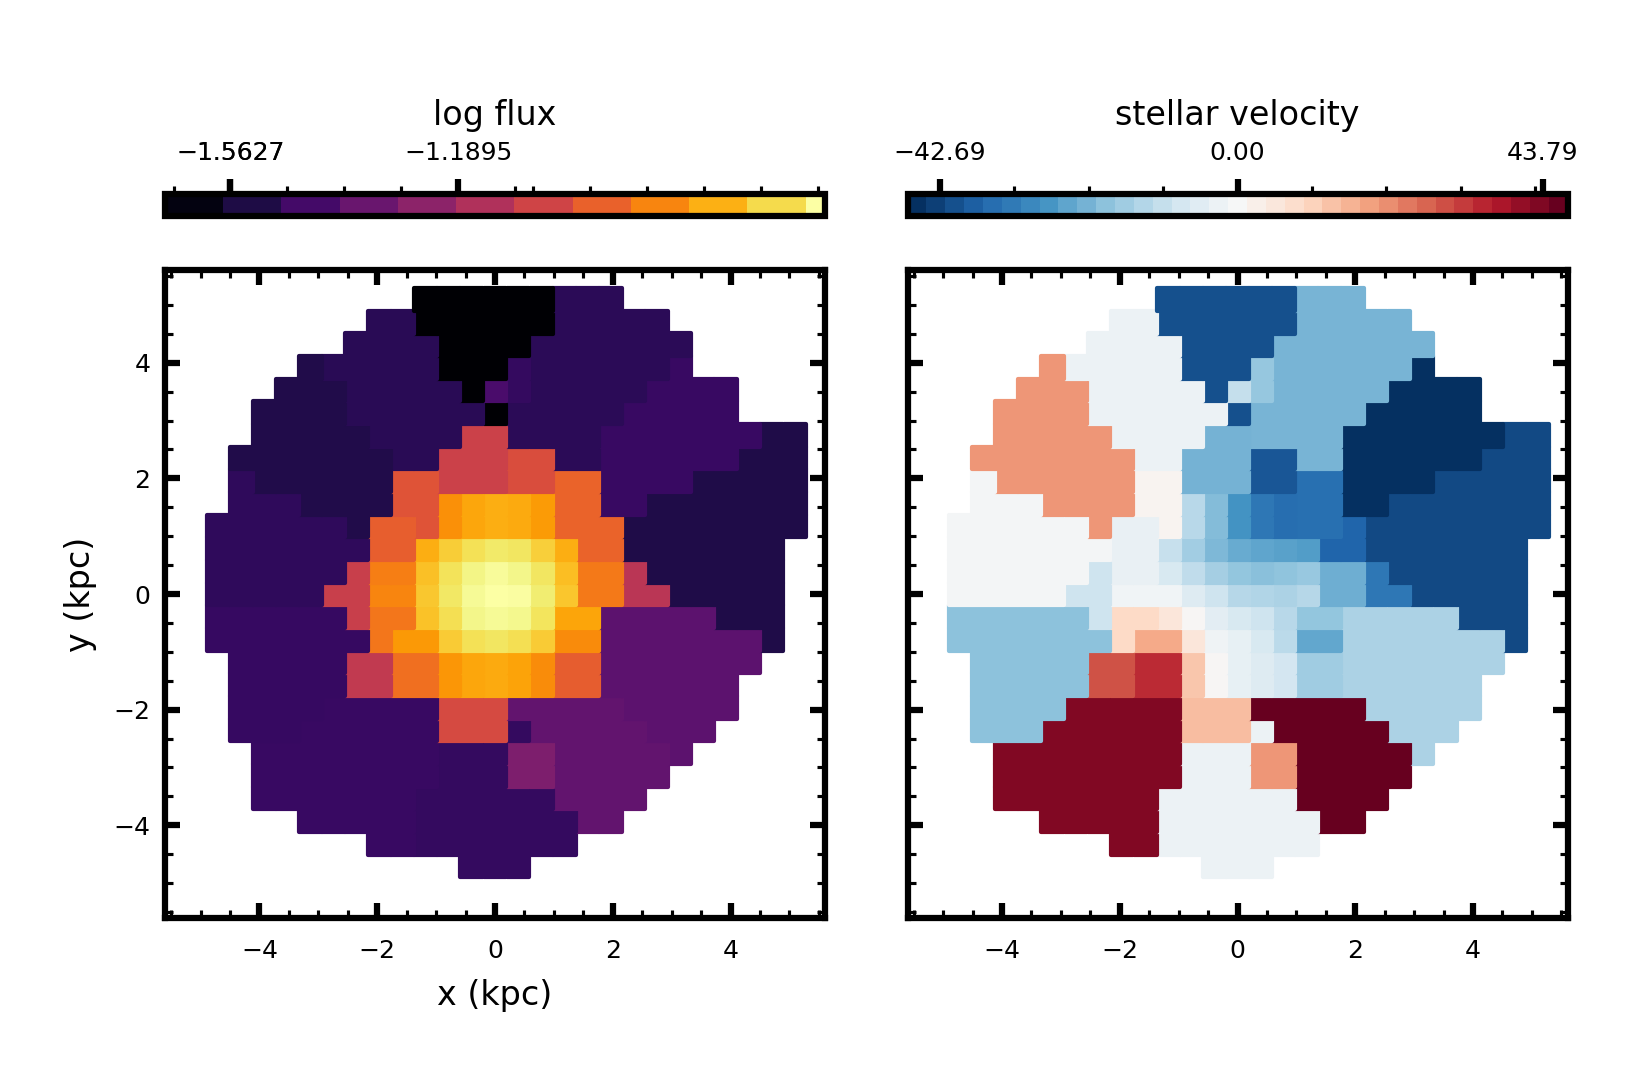 log flux
stellar velocity
−1.5627 −1.1895
−42.69 0.00 43.79
4
2
0
−2
−4
y (kpc)
−4 −2 0 2 4
−4 −2 0 2 4
x (kpc)